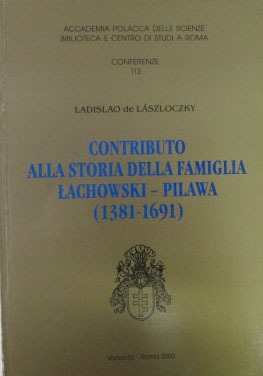 ACCADEMIA POLACCA DELLE SCIENZE
BIBLIOTECA E CENTRO DI STUDI A ROMA
CONFERENZE
113
LADISLAO de LÁSZLOCZKY
CONTRIBUTO
ALLA STORIA DELLA FAMIGLIA
ŁACHOWSKI – PILAWA
(1381-1691)
Varsavia - Roma 2000